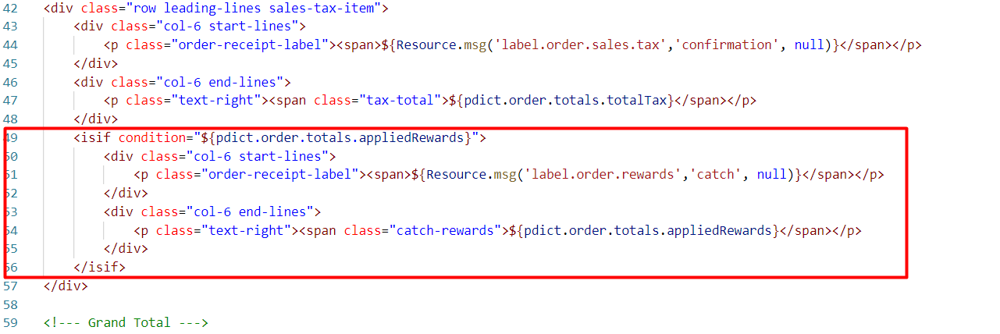 42 <div class="row leading-lines sales-tax-item">
43 <div class="col-6 start-lines">
44 <p class="order-receipt-label"><span>${Resource.msg('label.order.sales.tax','confirmation', null)}</span></p>
45 </div>
46 <div class="col-6 end-lines">
47 <p class="text-right"><span class="tax-total">${pdict.order.totals.totalTax}</span></p>
48 </div>
49 <isif condition="${pdict.order.totals.appliedRewards}">
50 <div class="col-6 start-lines">
51 <p class="order-receipt-label"><span>${Resource.msg('label.order.rewards','catch', null)}</span></p>
52 </div>
53 <div class="col-6 end-lines">
54 <p class="text-right"><span class="catch-rewards">${pdict.order.totals.appliedRewards}</span></p>
55 </div>
56 </isif>
57 </div>
58
59 <!--- Grand Total --->